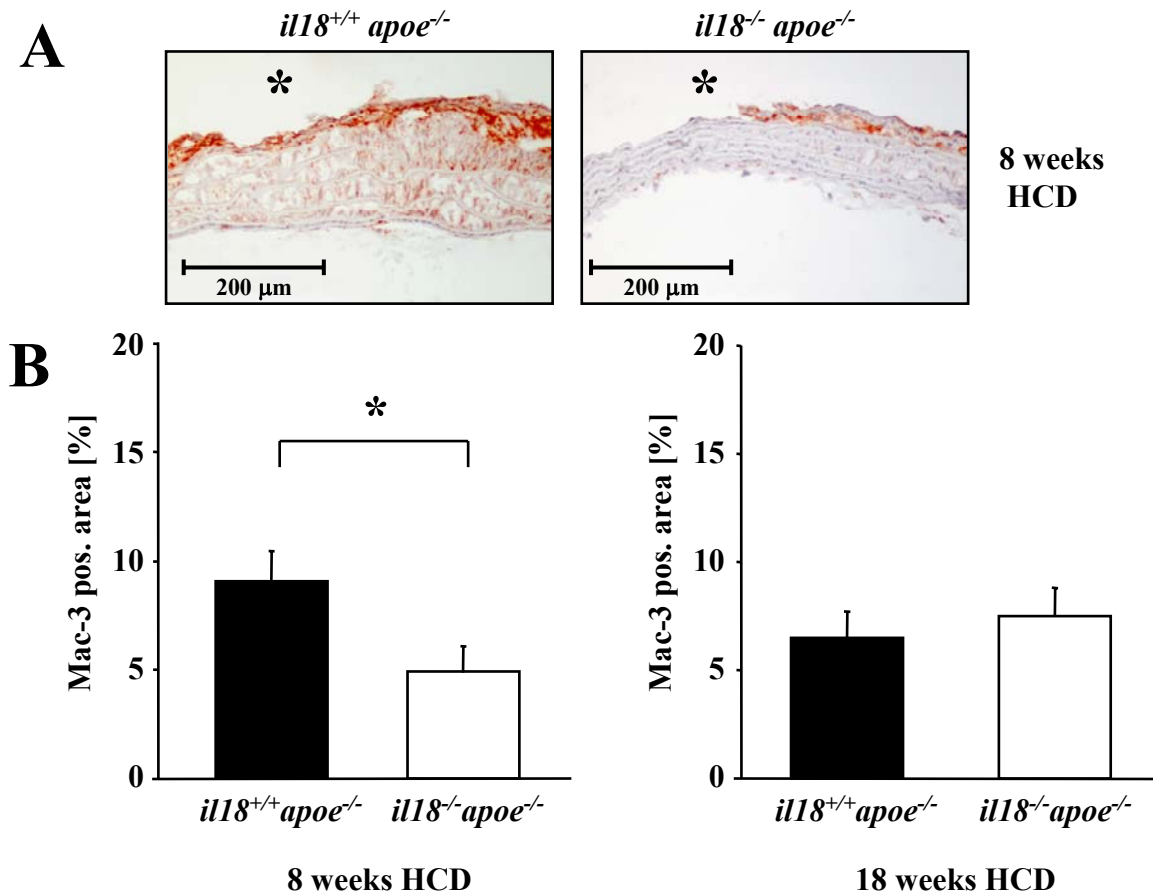 A
il18+/+ apoe-/-
il18-/- apoe-/-
*
*
200 µm
200 µm
8 weeks
HCD
B
Mac-3 pos. area [%]
20
15
10
5
0
*
il18+/+apoe-/-
il18-/-apoe-/-
8 weeks HCD
Mac-3 pos. area [%]
20
15
10
5
0
il18+/+apoe-/-
il18-/-apoe-/-
18 weeks HCD